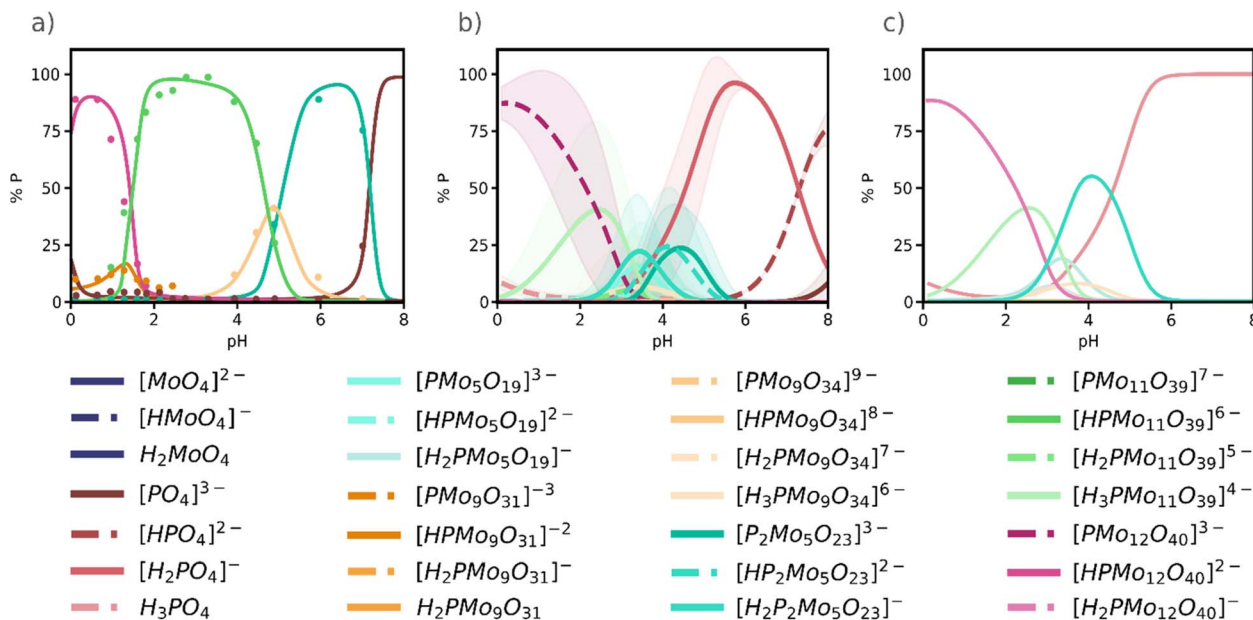 a)
b)
c)
100
75
50
25
0
% P
0
2
4
6
8
pH
100
75
50
25
0
% P
0
2
4
6
8
pH
100
75
50
25
0
% P
0
2
4
6
8
pH
[MoO₄]²⁻
[HMoO₄]⁻
H₂MoO₄
[PO₄]³⁻
[HPO₄]²⁻
[H₂PO₄]⁻
H₃PO₄
[PMo₅O₁₉]³⁻
[HPMo₅O₁₉]²⁻
[H₂PMo₅O₁₉]⁻
[PMo₉O₃₁]⁻³
[HPMo₉O₃₁]⁻²
[H₂PMo₉O₃₁]⁻
H₂PMo₉O₃₁
[PMo₉O₃₄]⁹⁻
[HPMo₉O₃₄]⁸⁻
[H₂PMo₉O₃₄]⁷⁻
[H₃PMo₉O₃₄]⁶⁻
[P₂Mo₅O₂₃]³⁻
[HP₂Mo₅O₂₃]²⁻
[H₂P₂Mo₅O₂₃]⁻
[PMo₁₁O₃₉]⁷⁻
[HPMo₁₁O₃₉]⁶⁻
[H₂PMo₁₁O₃₉]⁵⁻
[H₃PMo₁₁O₃₉]⁴⁻
[PMo₁₂O₄₀]³⁻
[HPMo₁₂O₄₀]²⁻
[H₂PMo₁₂O₄₀]⁻